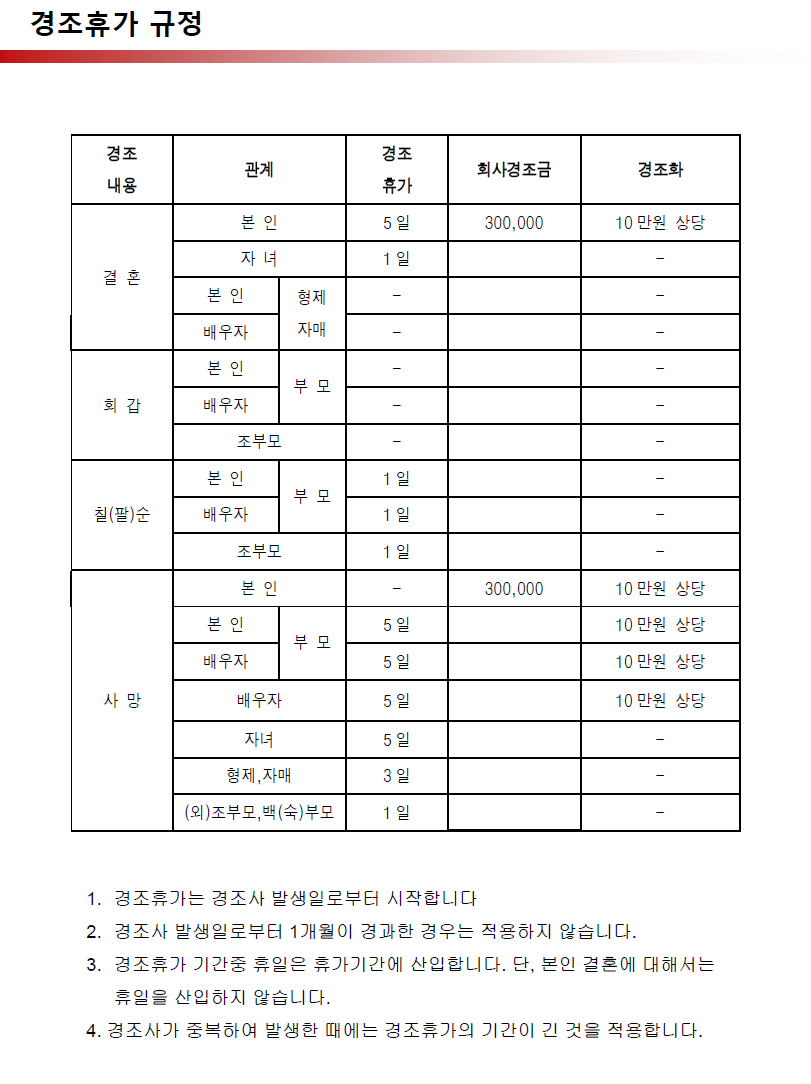 경조휴가 규정
경조 내용 관계 경조 휴가 회사경조금 경조화
결 혼 본 인 5일 300,000 10만원 상당
자 녀 1일 -
본 인 형제 자매 - -
배우자 - -
회 갑 본 인 부 모 - -
배우자 - -
조부모 - -
칠(팔)순 본 인 부 모 1일 -
배우자 1일 -
조부모 1일 -
사 망 본 인 - 300,000 10만원 상당
본 인 부 모 5일 10만원 상당
배우자 5일 10만원 상당
배우자 5일 10만원 상당
자녀 5일 -
형제,자매 3일 -
(외)조부모,백(숙)부모 1일 -
1. 경조휴가는 경조사 발생일로부터 시작합니다
2. 경조사 발생일로부터 1개월이 경과한 경우는 적용하지 않습니다.
3. 경조휴가 기간중 휴일은 휴가기간에 산입합니다. 단, 본인 결혼에 대해서는
휴일을 산입하지 않습니다.
4. 경조사가 중복하여 발생한 때에는 경조휴가의 기간이 긴 것을 적용합니다.